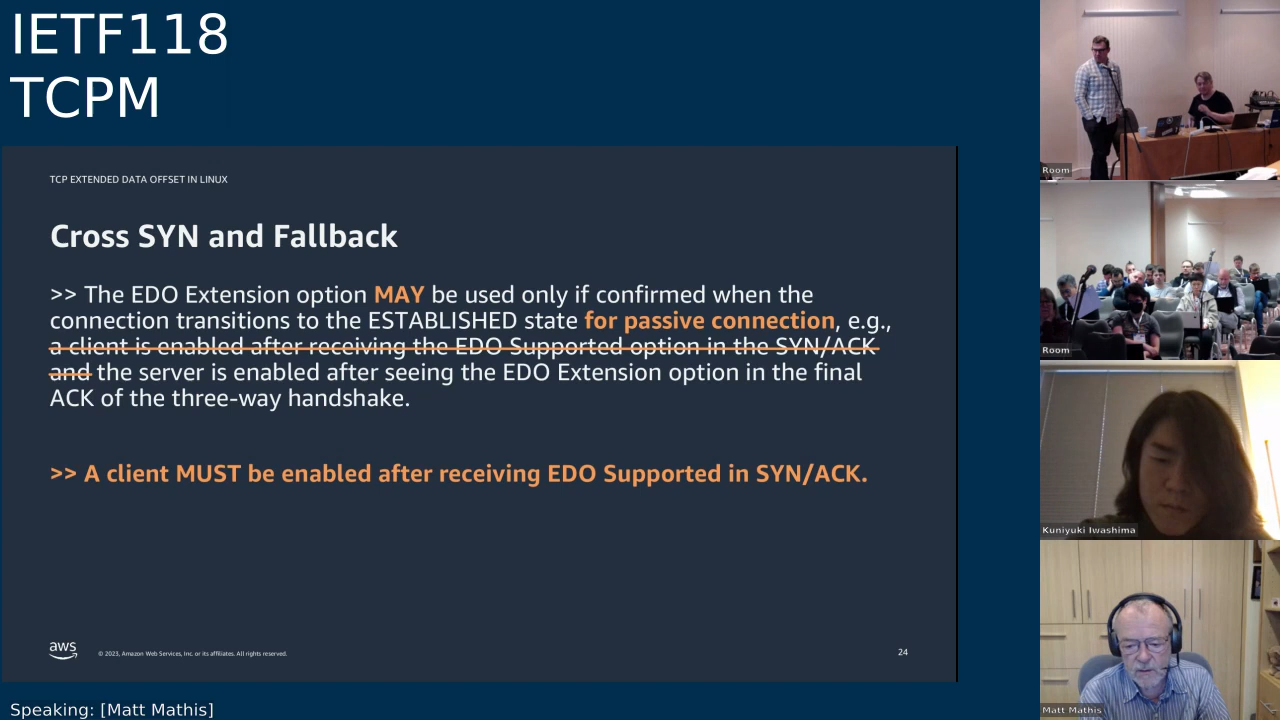 IETF118
TCPM
TCP EXTENDED DATA OFFSET IN LINUX
Cross SYN and Fallback
>> The EDO Extension option MAY be used only if confirmed when the
connection transitions to the ESTABLISHED state for passive connection, e.g.,
a client is enabled after receiving the EDO Supported option in the SYN/ACK
and the server is enabled after seeing the EDO Extension option in the final
ACK of the three-way handshake.
>> A client MUST be enabled after receiving EDO Supported in SYN/ACK.
aws
© 2023, Amazon Web Services, Inc. or its affiliates. All rights reserved.
24
Speaking: [Matt Mathis]
Room
Room
Kuniyuki Iwashima
Matt Mathis